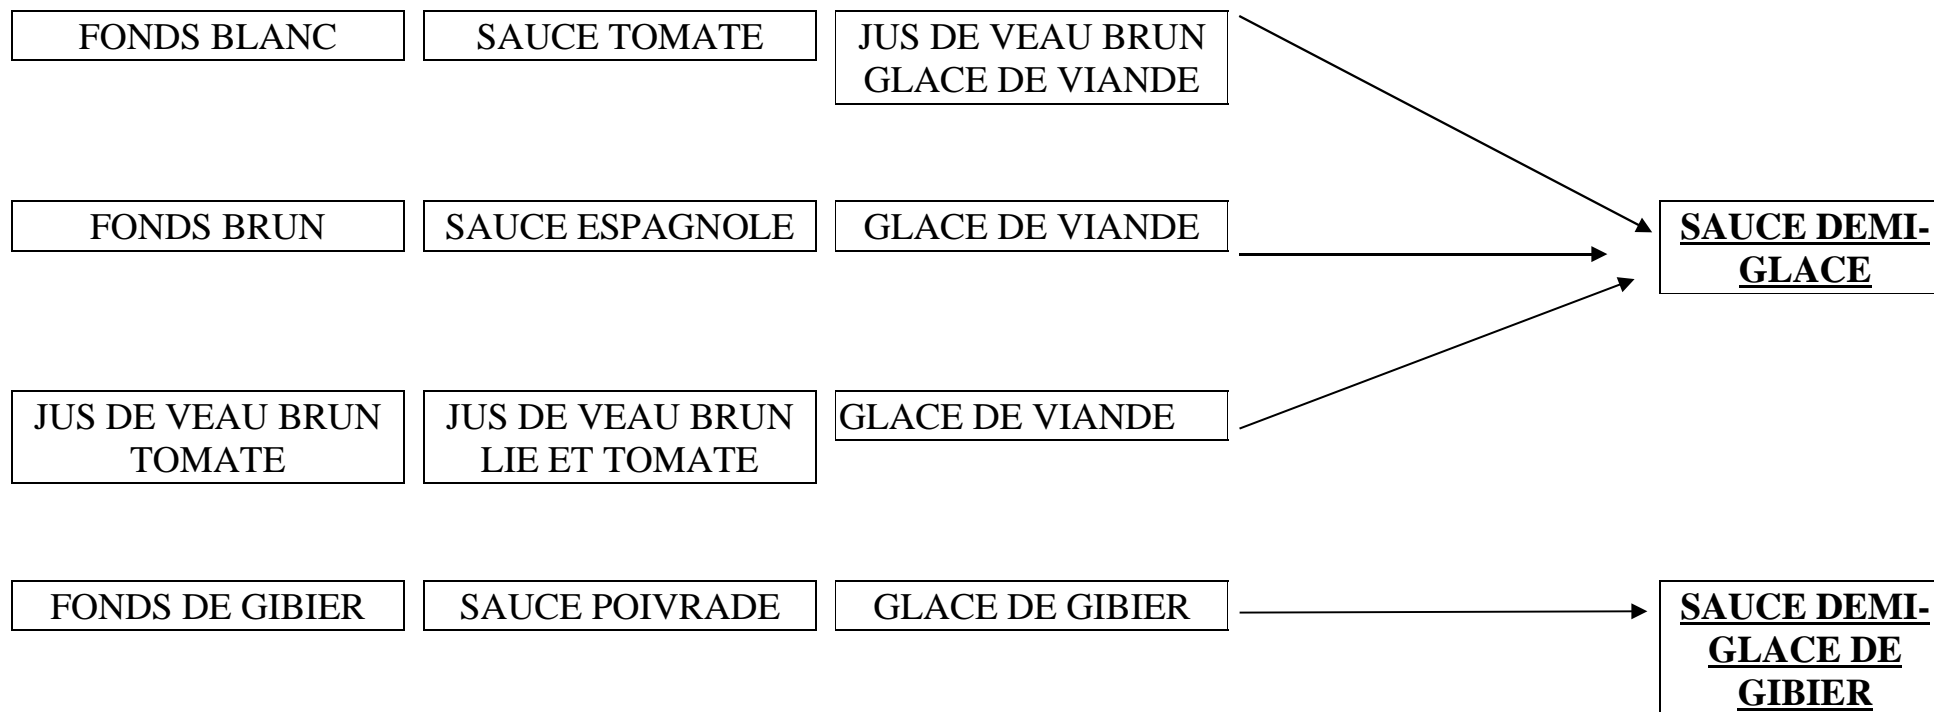 FONDS BLANC
SAUCE TOMATE
JUS DE VEAU BRUN
GLACE DE VIANDE
FONDS BRUN
SAUCE ESPAGNOLE
GLACE DE VIANDE
SAUCE DEMI-
GLACE
JUS DE VEAU BRUN
TOMATE
JUS DE VEAU BRUN
LIE ET TOMATE
GLACE DE VIANDE
FONDS DE GIBIER
SAUCE POIVRADE
GLACE DE GIBIER
SAUCE DEMI-
GLACE DE
GIBIER